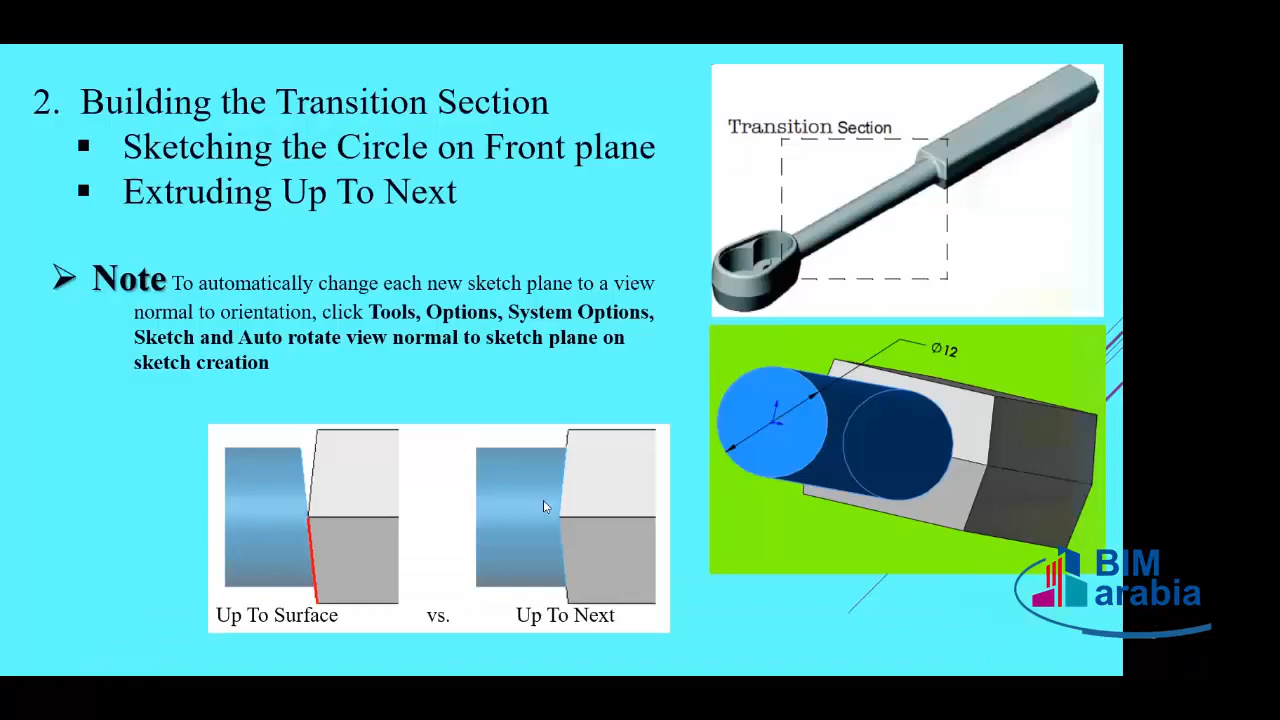 2. Building the Transition Section
▪ Sketching the Circle on Front plane
▪ Extruding Up To Next
➢ Note To automatically change each new sketch plane to a view
normal to orientation, click Tools, Options, System Options,
Sketch and Auto rotate view normal to sketch plane on
sketch creation
Up To Surface vs. Up To Next
Transition Section
∅12
BIM
arabia